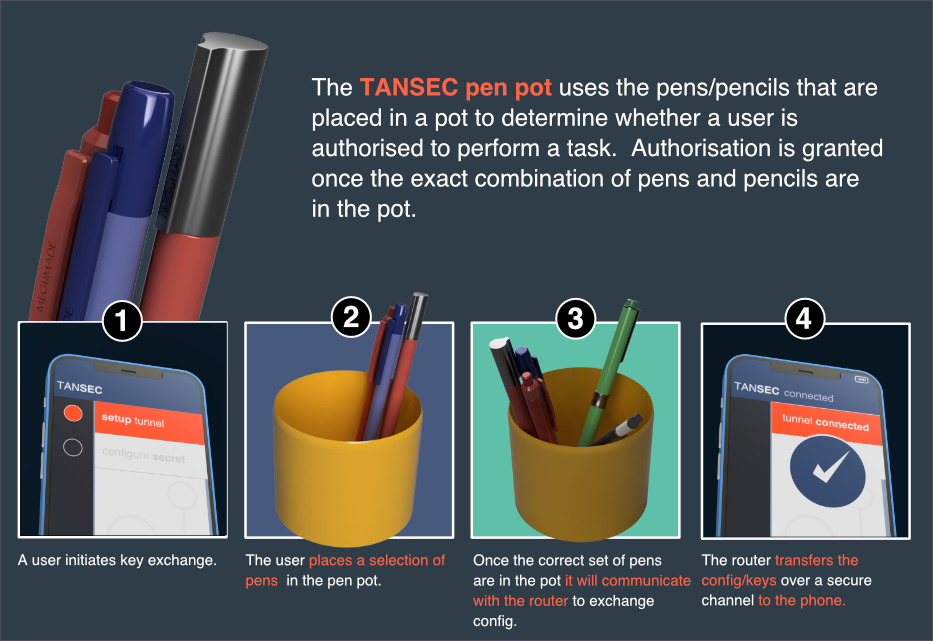 The TANSEC pen pot uses the pens/pencils that are
placed in a pot to determine whether a user is
authorised to perform a task.  Authorisation is granted
once the exact combination of pens and pencils are
in the pot.
MEGUMADE
1
2
3
4
TANSEC
setup tunnel
configure secret
TANSEC connected
tunnel connected
A user initiates key exchange.
The user places a selection of
pens  in the pen pot.
Once the correct set of pens
are in the pot it will communicate
with the router to exchange
config.
The router transfers the
config/keys over a secure
channel to the phone.